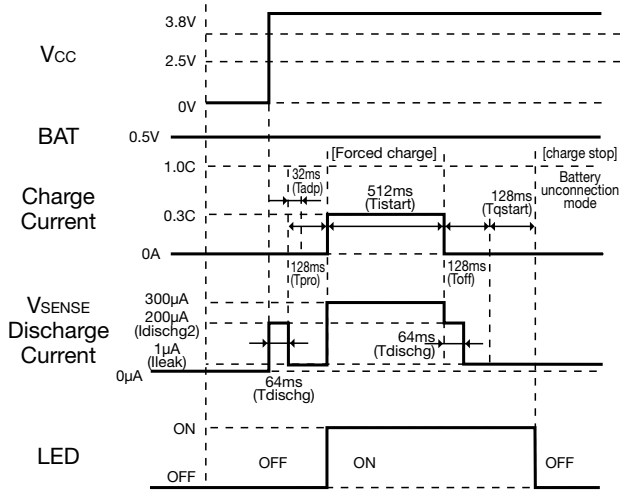 3.8V
VCC
2.5V
0V
BAT
0.5V
[Forced charge]
[charge stop]
1.0C
32ms
(Tadp)
Battery
unconnection
mode
Charge
Current
512ms
(Tistart)
128ms
(Tqstart)
0.3C
0A
128ms
(Tpro)
128ms
(Toff)
VSENSE
Discharge
Current
300µA
200µA
(Idischg2)
1µA
(Ileak)
0µA
64ms
(Tdischg)
64ms
(Tdischg)
LED
ON
OFF
OFF
ON
OFF